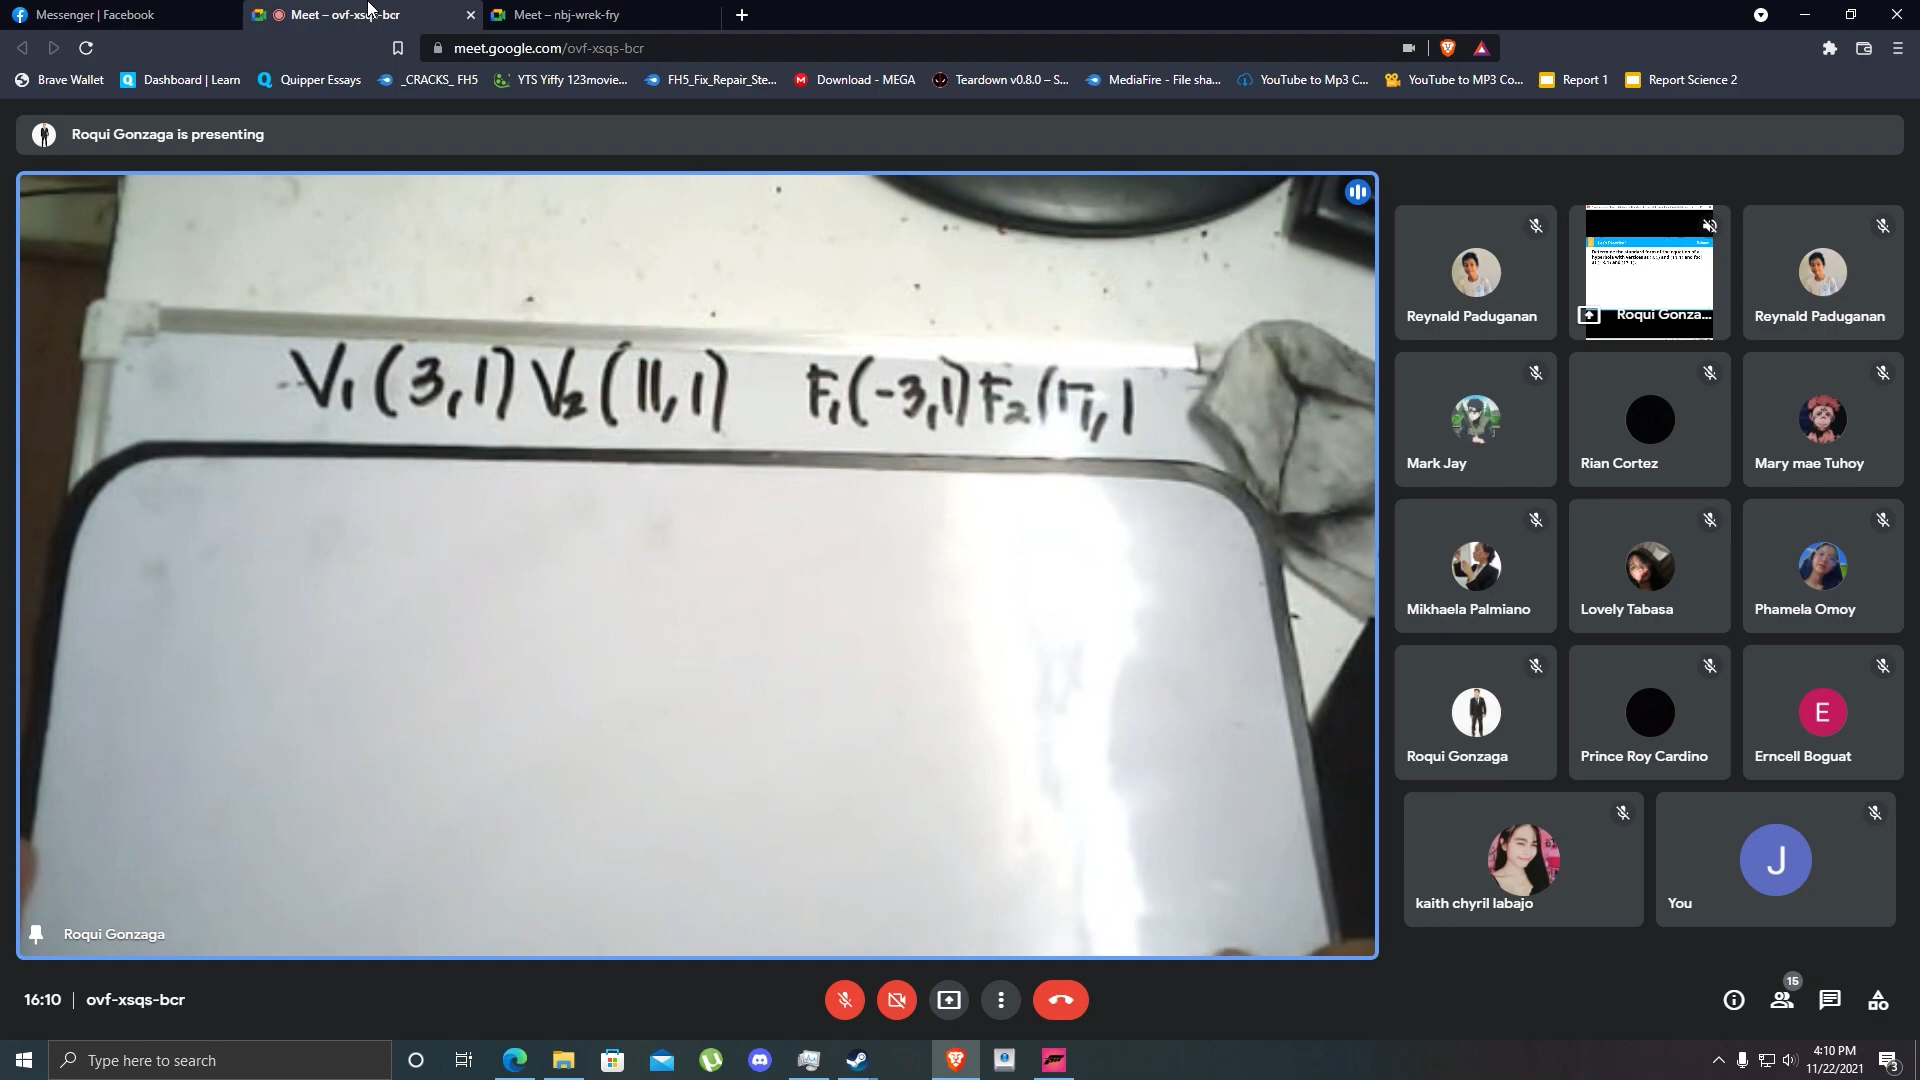 Messenger | Facebook
Meet – ovf-xsqs-bcr
Meet – nbj-wrek-fry
meet.google.com/ovf-xsqs-bcr
Brave Wallet
Dashboard | Learn
Quipper Essays
_CRACKS_ FH5
YTS Yiffy 123movie...
FH5_Fix_Repair_Ste...
Download - MEGA
Teardown v0.8.0 – S...
MediaFire - File sha...
YouTube to Mp3 C...
YouTube to MP3 Co...
Report 1
Report Science 2
Roqui Gonzaga is presenting
V₁ (3,1) V₂ (11,1) F₁(-3,1) F₂ (17,1
Roqui Gonzaga
Reynald Paduganan
Roqui Gonza...
Reynald Paduganan
Mark Jay
Rian Cortez
Mary mae Tuhoy
Mikhaela Palmiano
Lovely Tabasa
Phamela Omoy
Roqui Gonzaga
Prince Roy Cardino
E
Erncell Boguat
kaith chyril labajo
J
You
16:10 | ovf-xsqs-bcr
15
Type here to search
4:10 PM
11/22/2021
3